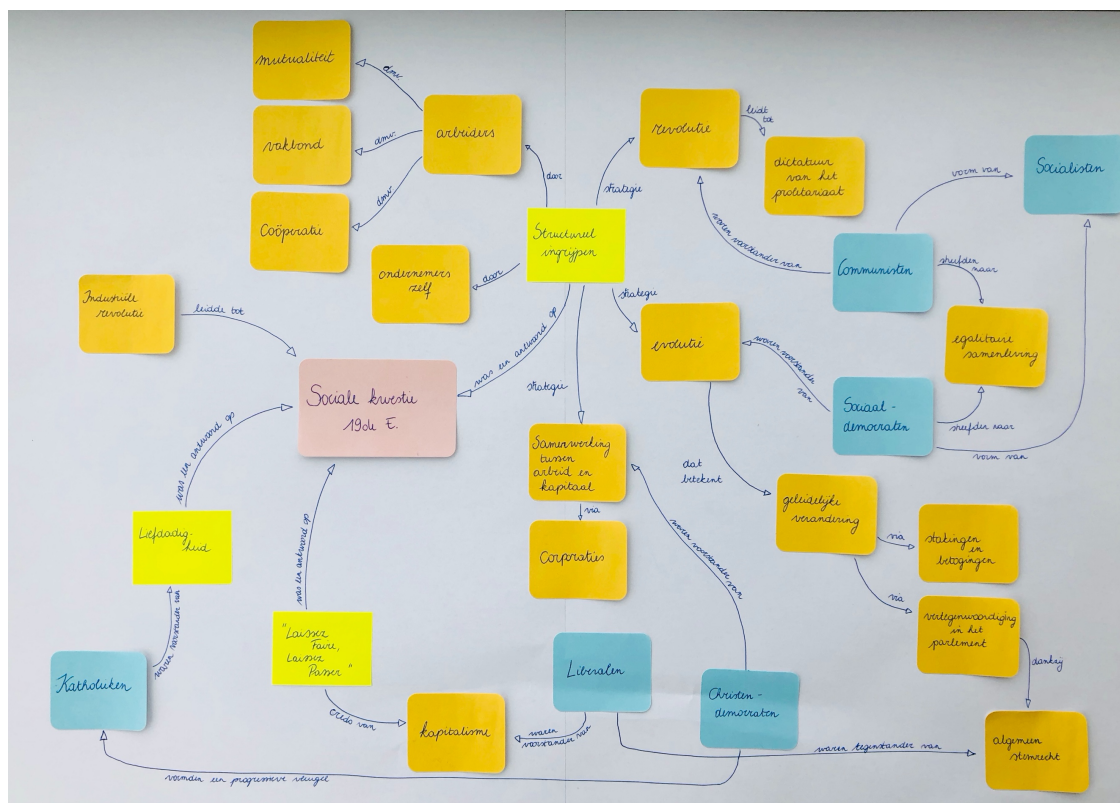 mutualiteit
dmv.
arbeiders
vakbond
dmv.
Coöperatie
dmv.
door
revolutie
leidt
tot
dictatuur
van het
proletariaat
Socialisten
vorm van
strategie
Structureel
ingrijpen
waren voorstander van
Communisten
streefden
naar
ondernemers
zelf
door
Industriële
revolutie
leidde tot
strategie
evolutie
egalitaire
samenleving
was een antwoord op
waren voorstander
van
Sociaal-
democraten
streefden naar
vorm van
Sociale kwestie
19de E.
strategie
was een antwoord op
Samenwerking
tussen
arbeid en
kapitaal
dat
betekent
via
geleidelijke
verandering
via
stakingen
en
betogingen
Liefdadig-
heid
was een antwoord op
Corporaties
waren voorstander van
via
vertegenwoordiging
in het
parlement
dankzij
"Laissez
Faire,
Laissez
Passer"
waren voorstander van
Katholieken
Liberalen
Christen-
democraten
credo van
kapitalisme
waren
voorstander van
waren tegenstander van
algemeen
stemrecht
vormden een progressieve vleugel